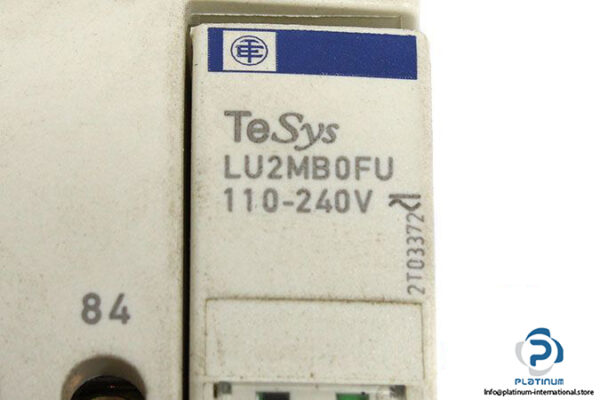 TeSys
LU2MB0FU
110-240V
2T03372
84
PLATINUM
Info@platinum-international.store